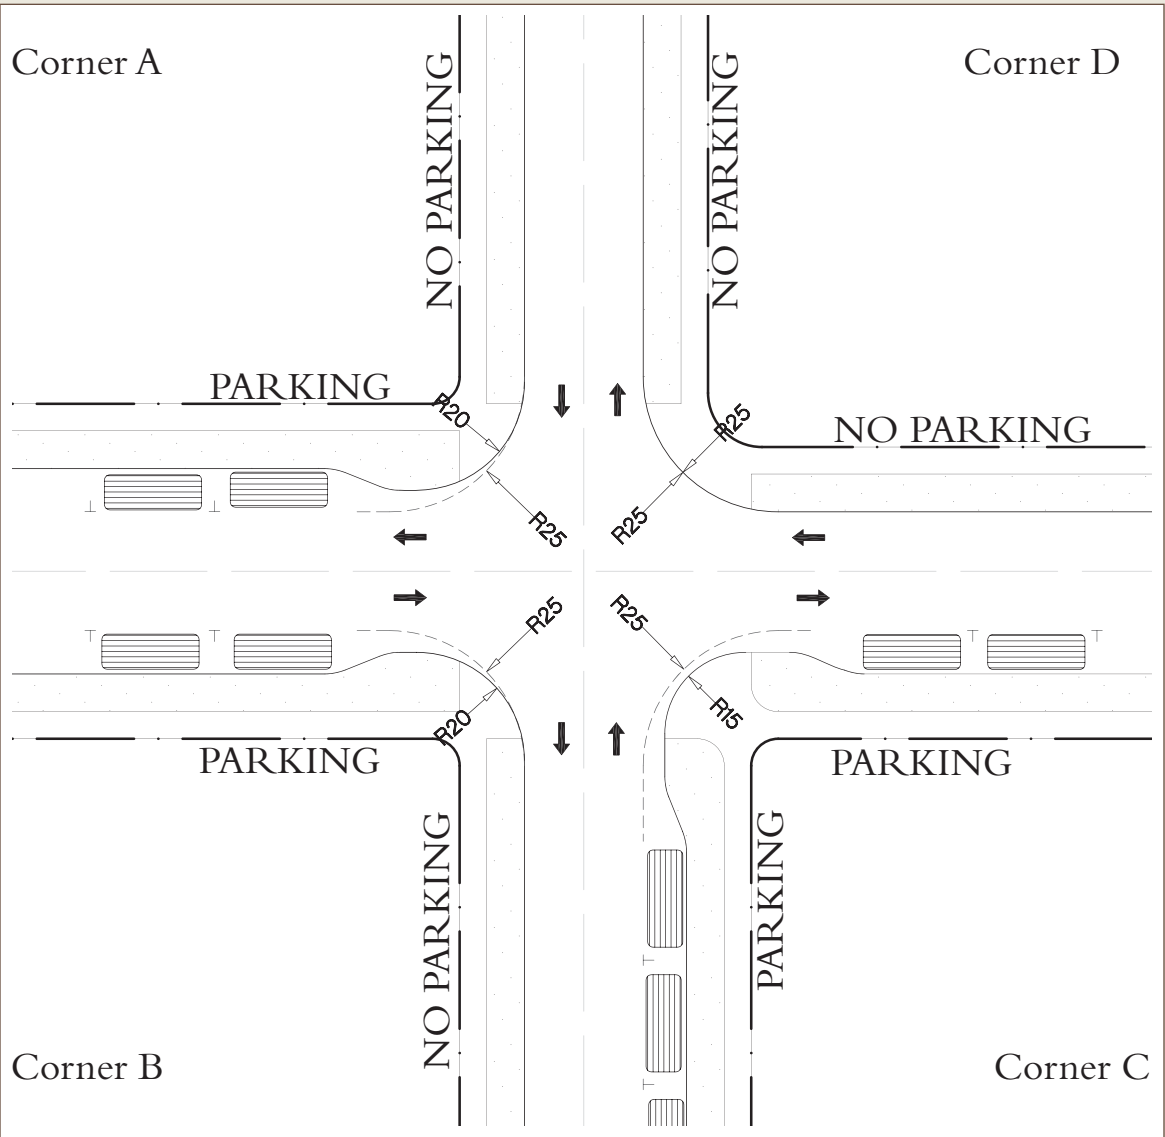 Corner A
Corner D
NO PARKING
NO PARKING
PARKING
R20
R25
NO PARKING
R25
R25
R25
R25
R20
R15
PARKING
PARKING
NO PARKING
PARKING
Corner B
Corner C